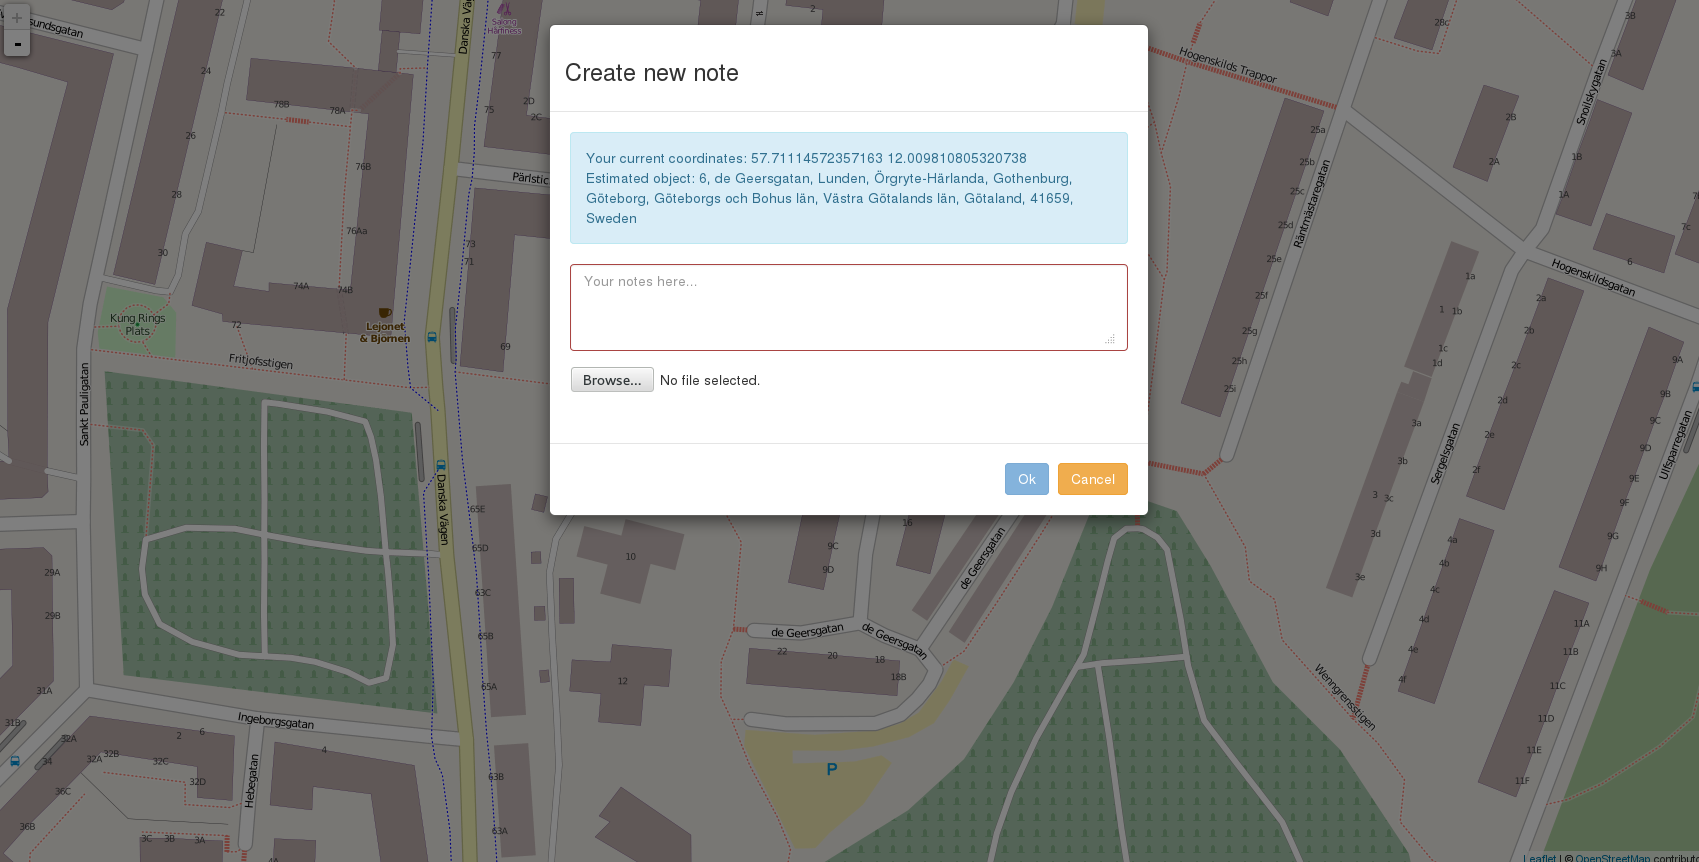 Create new note
Your current coordinates: 57.71114572357163 12.009810805320738
Estimated object: 6, de Geersgatan, Lunden, Örgryte-Härlanda, Gothenburg,
Göteborg, Göteborgs och Bohus län, Västra Götalands län, Götaland, 41659,
Sweden
Your notes here...
Browse... No file selected.
Ok Cancel
+
-
sundsgatan
22
24
26
28
30
78B
78A
76B
76Aa
74A
74B
72
Kung Rings
Plats
Lejonet
& Björnen
Fritjofsstigen
Sankt Pauligatan
Danska Väg
Salong
Hårfiness
77
75
2D
2C
Pärlstic
73
71
69
2
Danska Vägen
65E
65D
63C
65B
65A
63B
63A
29A
29B
31A
31B
32A
34
32A
32B
32C
32D
36C
36B
2
6
4
Ingeborgsgatan
Hebegatan
3C
3B
3A
4A
10
12
9C
9D
16
de Geersgatan
de Geersgatan
de Geersgatan
22
20
18
18B
P
Hogenskilds Trappor
28c
3B
3A
Snoilskygatan
2B
2A
1B
1A
7c
6
Hogenskildsgatan
25a
25b
25c
25d
25e
25f
25g
25h
25i
Räntmästaregatan
1a
1
1b
1c
1d
2a
2b
2c
2d
2e
2f
3a
3b
3
3c
3d
3e
Sergelsgatan
4a
4b
4c
4d
4e
4f
9A
9B
9C
9D
9E
9F
9G
9H
Ulfsparregatan
11A
11B
11C
11D
11E
11F
Wenngrensstigen
Leaflet | © OpenStreetMap contribut